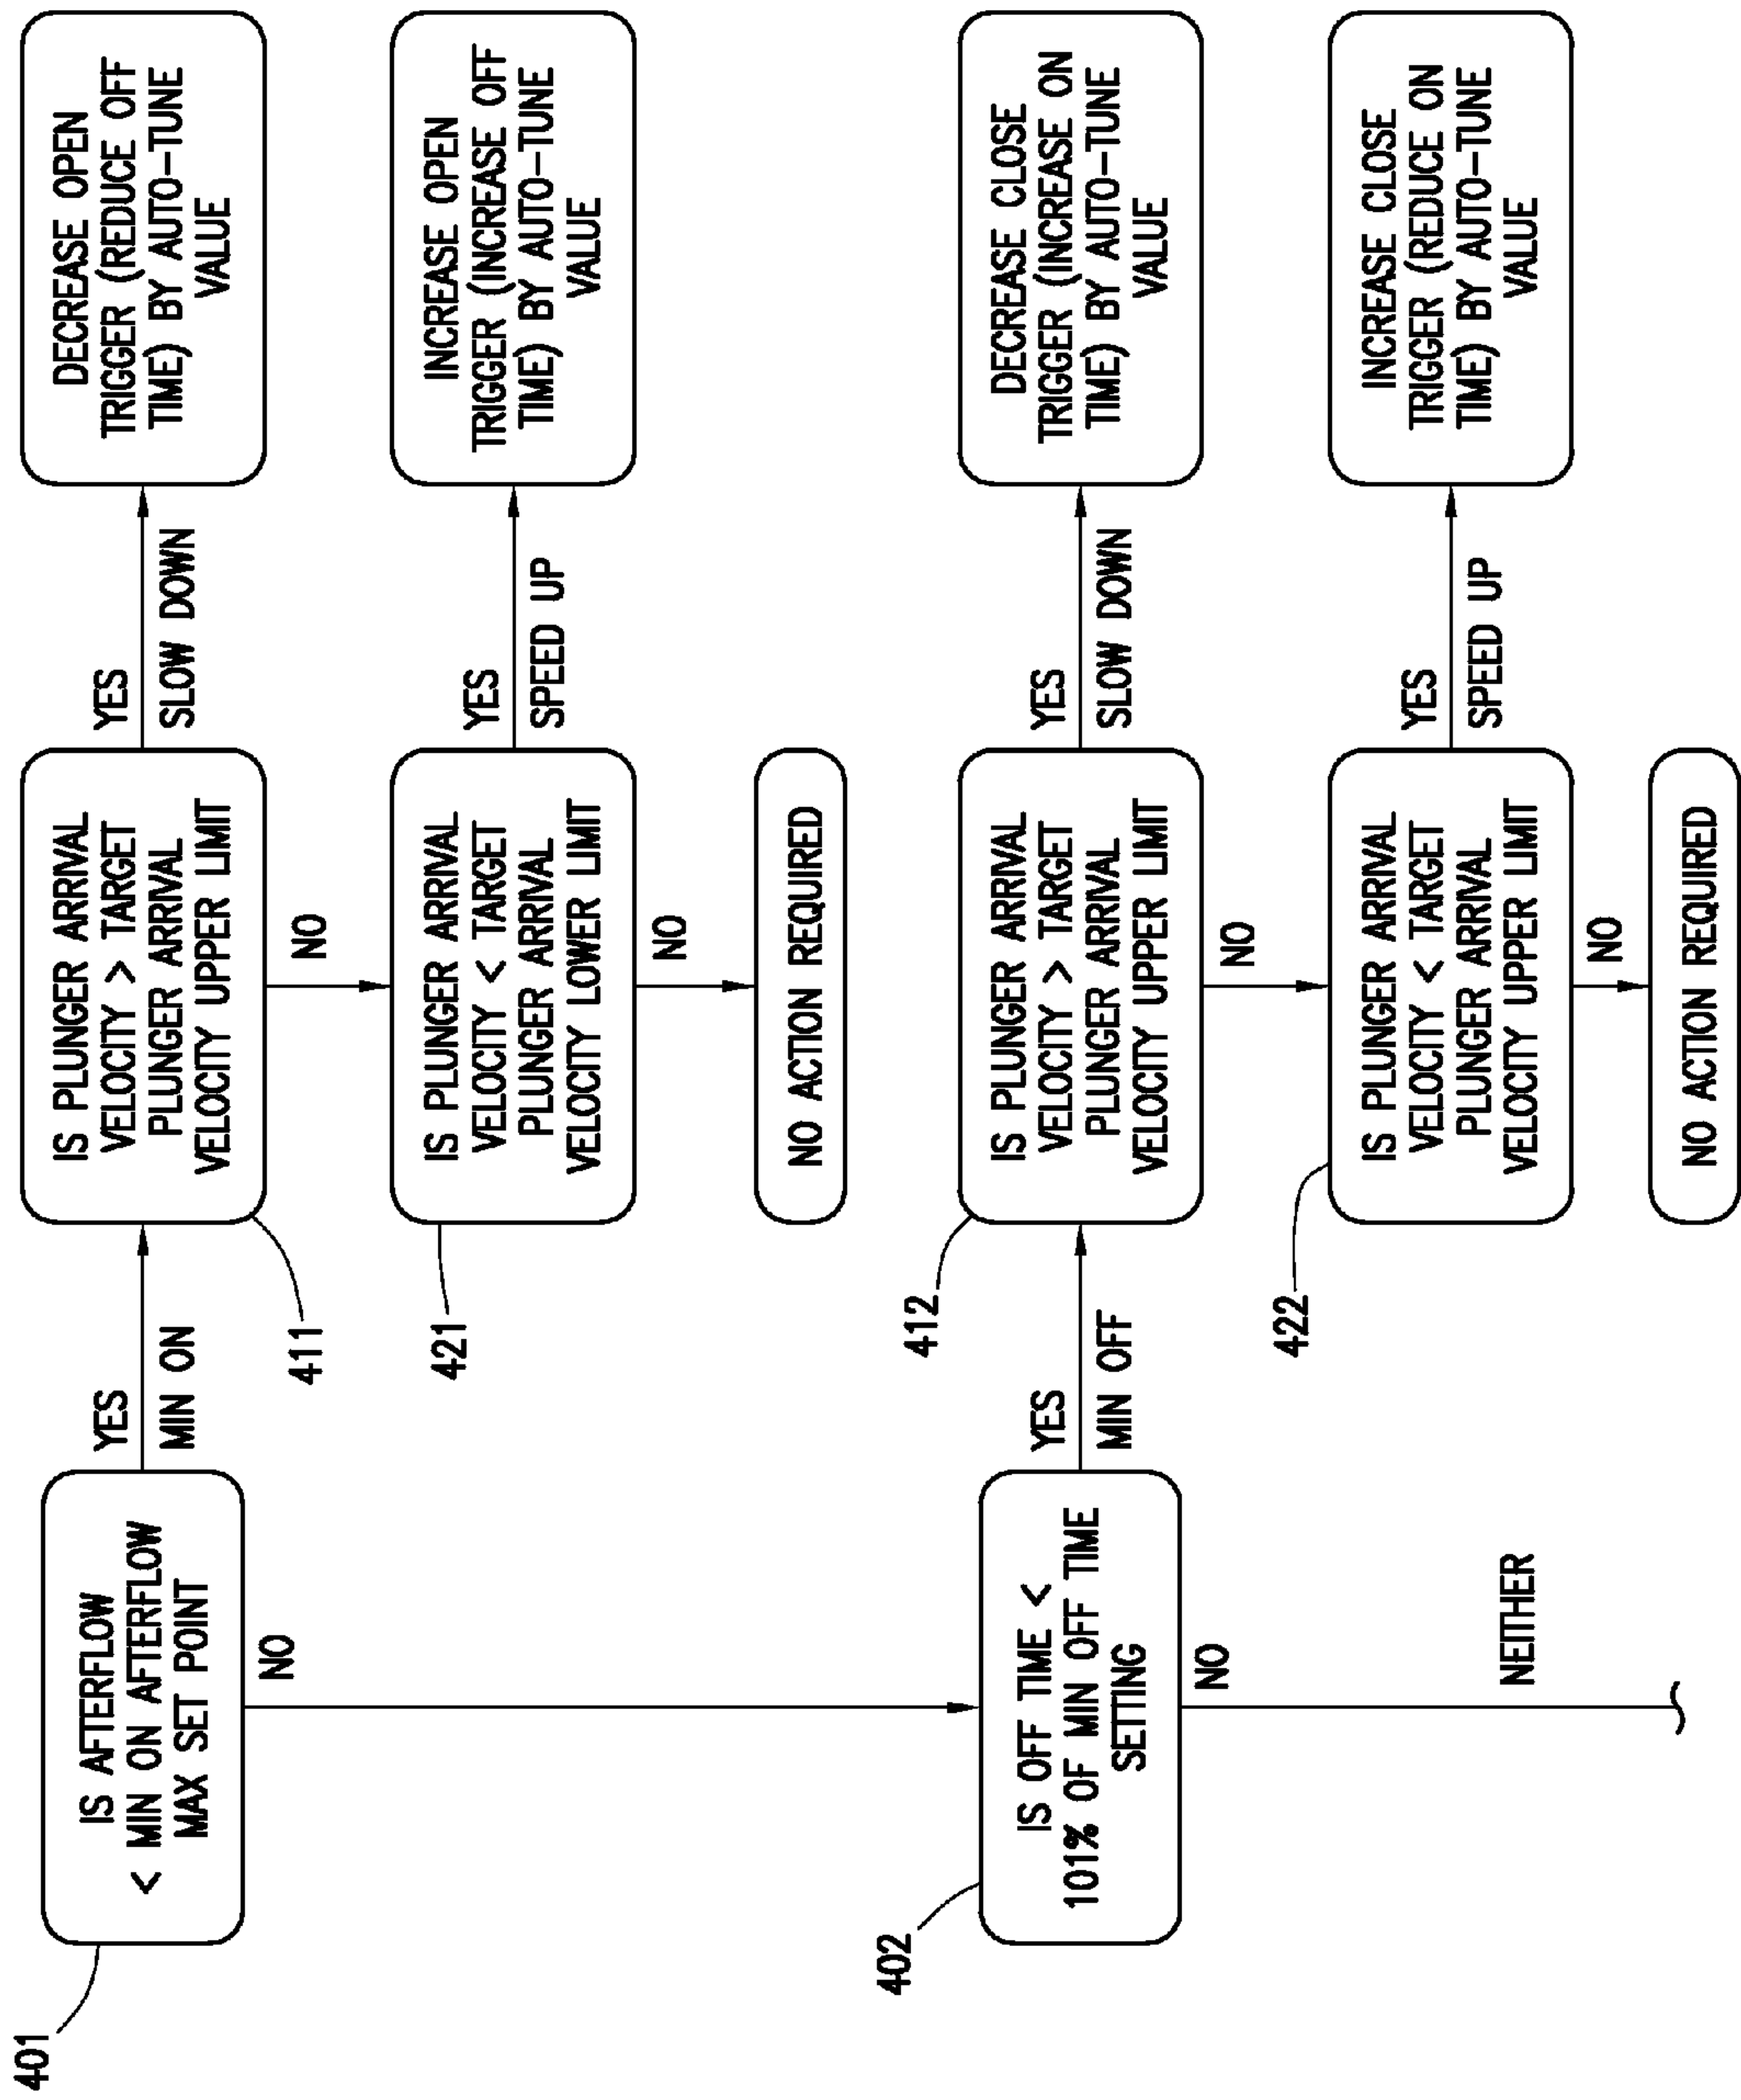 401
IS AFTERFLOW
< MIN ON AFTERFLOW
MAX SET POINT
YES
MIN ON
NO
411
IS PLUNGER ARRIVAL
VELOCITY > TARGET
PLUNGER ARRIVAL
VELOCITY UPPER LIMIT
YES
SLOW DOWN
DECREASE OPEN
TRIGGER (REDUCE OFF
TIME) BY AUTO-TUNE
VALUE
NO
421
IS PLUNGER ARRIVAL
VELOCITY < TARGET
PLUNGER ARRIVAL
VELOCITY LOWER LIMIT
YES
SPEED UP
INCREASE OPEN
TRIGGER (INCREASE OFF
TIME) BY AUTO-TUNE
VALUE
NO
NO ACTION REQUIRED
402
IS OFF TIME <
101% OF MIN OFF TIME
SETTING
YES
MIN OFF
NO
NEITHER
412
IS PLUNGER ARRIVAL
VELOCITY > TARGET
PLUNGER ARRIVAL
VELOCITY UPPER LIMIT
YES
SLOW DOWN
DECREASE CLOSE
TRIGGER (INCREASE ON
TIME) BY AUTO-TUNE
VALUE
NO
422
IS PLUNGER ARRIVAL
VELOCITY < TARGET
PLUNGER ARRIVAL
VELOCITY UPPER LIMIT
YES
SPEED UP
INCREASE CLOSE
TRIGGER (REDUCE ON
TIME) BY AUTO-TUNE
VALUE
NO
NO ACTION REQUIRED